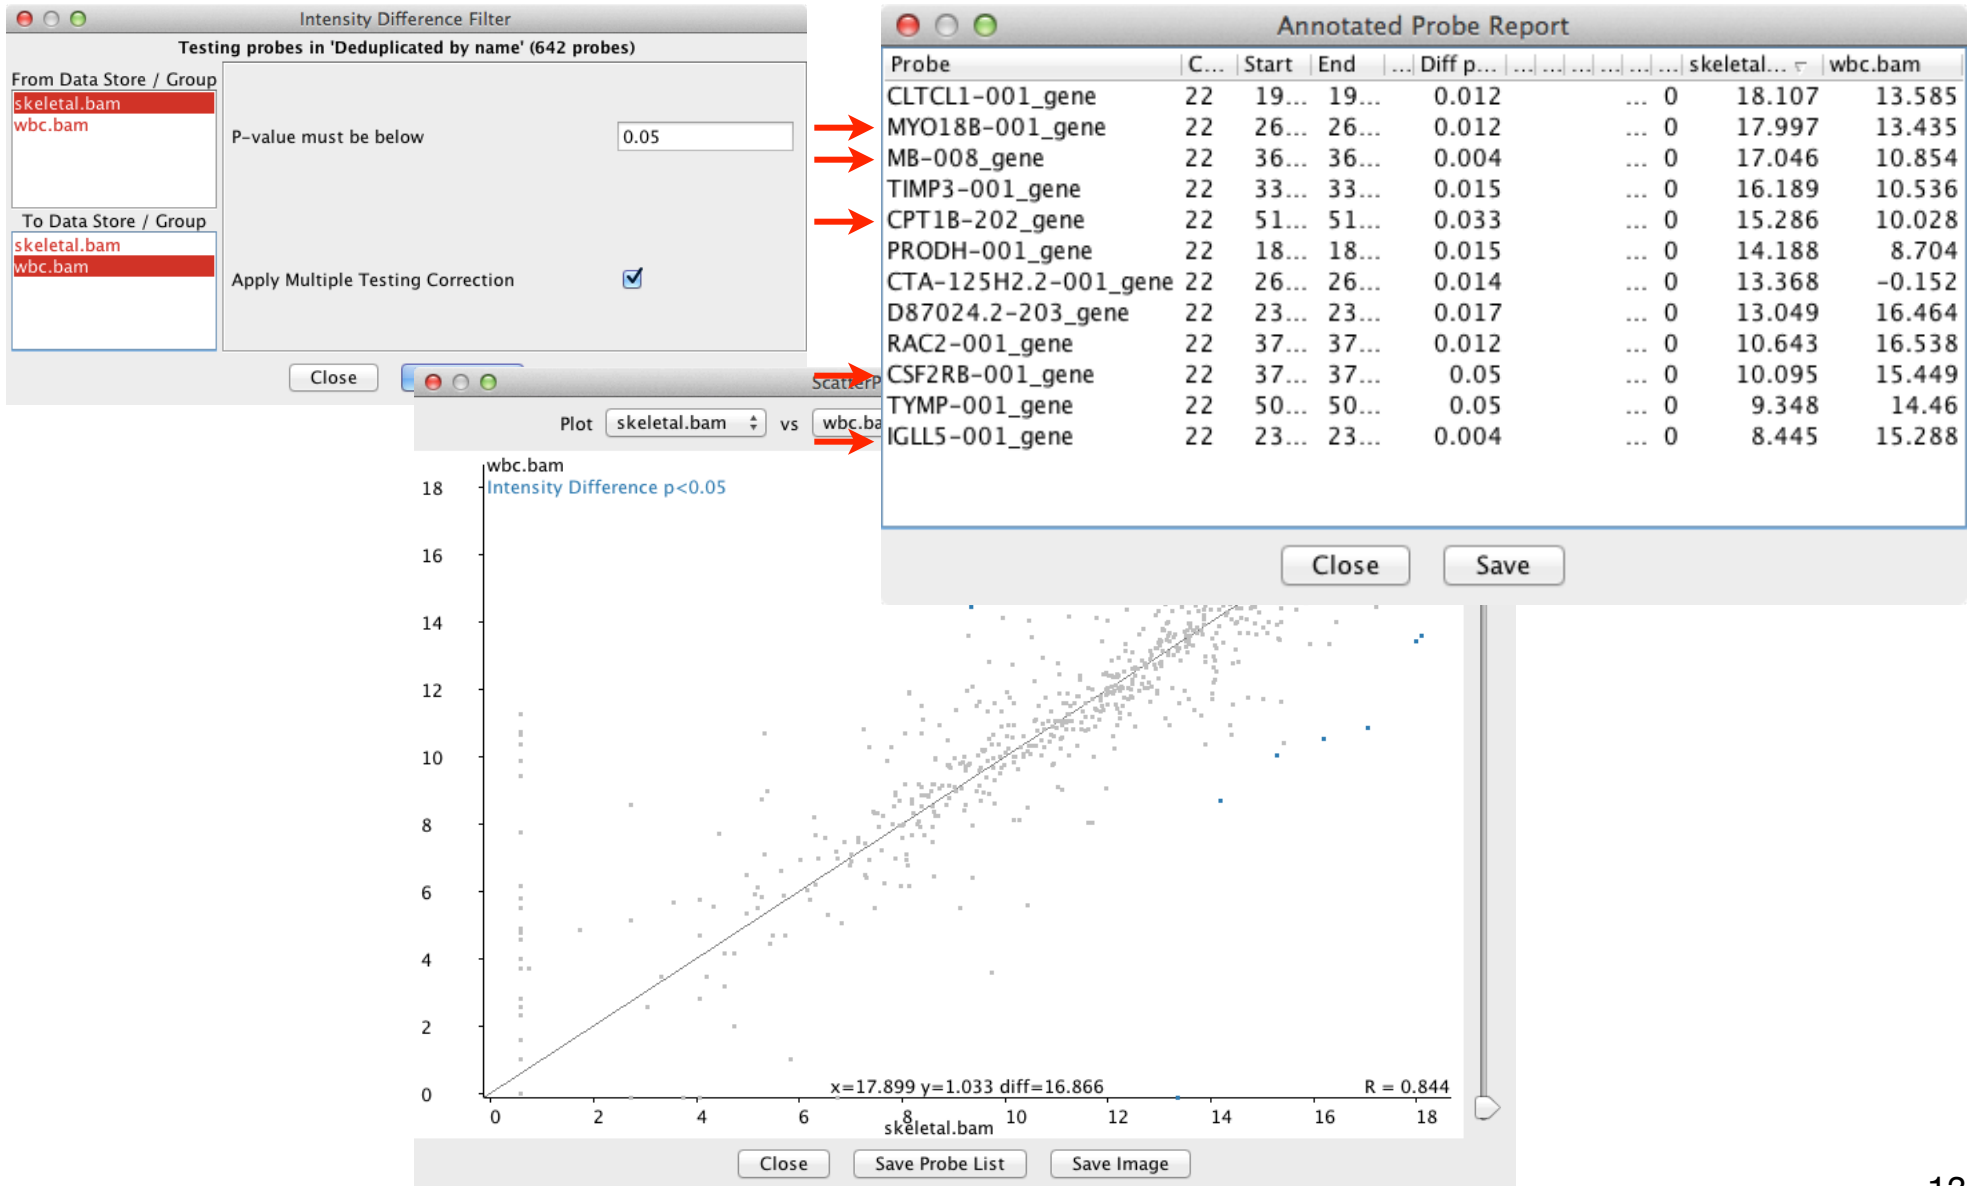 Intensity Difference Filter
Testing probes in 'Deduplicated by name' (642 probes)
From Data Store / Group
skeletal.bam
wbc.bam
P-value must be below
0.05
To Data Store / Group
skeletal.bam
wbc.bam
Apply Multiple Testing Correction
Close
Annotated Probe Report
Probe C... Start End ... Diff p... ... ... ... ... ... ... skeletal... wbc.bam
CLTCL1-001_gene 22 19... 19... 0.012 ... 0 18.107 13.585
MYO18B-001_gene 22 26... 26... 0.012 ... 0 17.997 13.435
MB-008_gene 22 36... 36... 0.004 ... 0 17.046 10.854
TIMP3-001_gene 22 33... 33... 0.015 ... 0 16.189 10.536
CPT1B-202_gene 22 51... 51... 0.033 ... 0 15.286 10.028
PRODH-001_gene 22 18... 18... 0.015 ... 0 14.188 8.704
CTA-125H2.2-001_gene 22 26... 26... 0.014 ... 0 13.368 -0.152
D87024.2-203_gene 22 23... 23... 0.017 ... 0 13.049 16.464
RAC2-001_gene 22 37... 37... 0.012 ... 0 10.643 16.538
CSF2RB-001_gene 22 37... 37... 0.05 ... 0 10.095 15.449
TYMP-001_gene 22 50... 50... 0.05 ... 0 9.348 14.46
IGLL5-001_gene 22 23... 23... 0.004 ... 0 8.445 15.288
Close Save
ScatterP
Plot skeletal.bam vs wbc.ba
wbc.bam
Intensity Difference p<0.05
18
16
14
12
10
8
6
4
2
0
x=17.899 y=1.033 diff=16.866
R = 0.844
0 2 4 6 8 10 12 14 16 18
skeletal.bam
Close Save Probe List Save Image